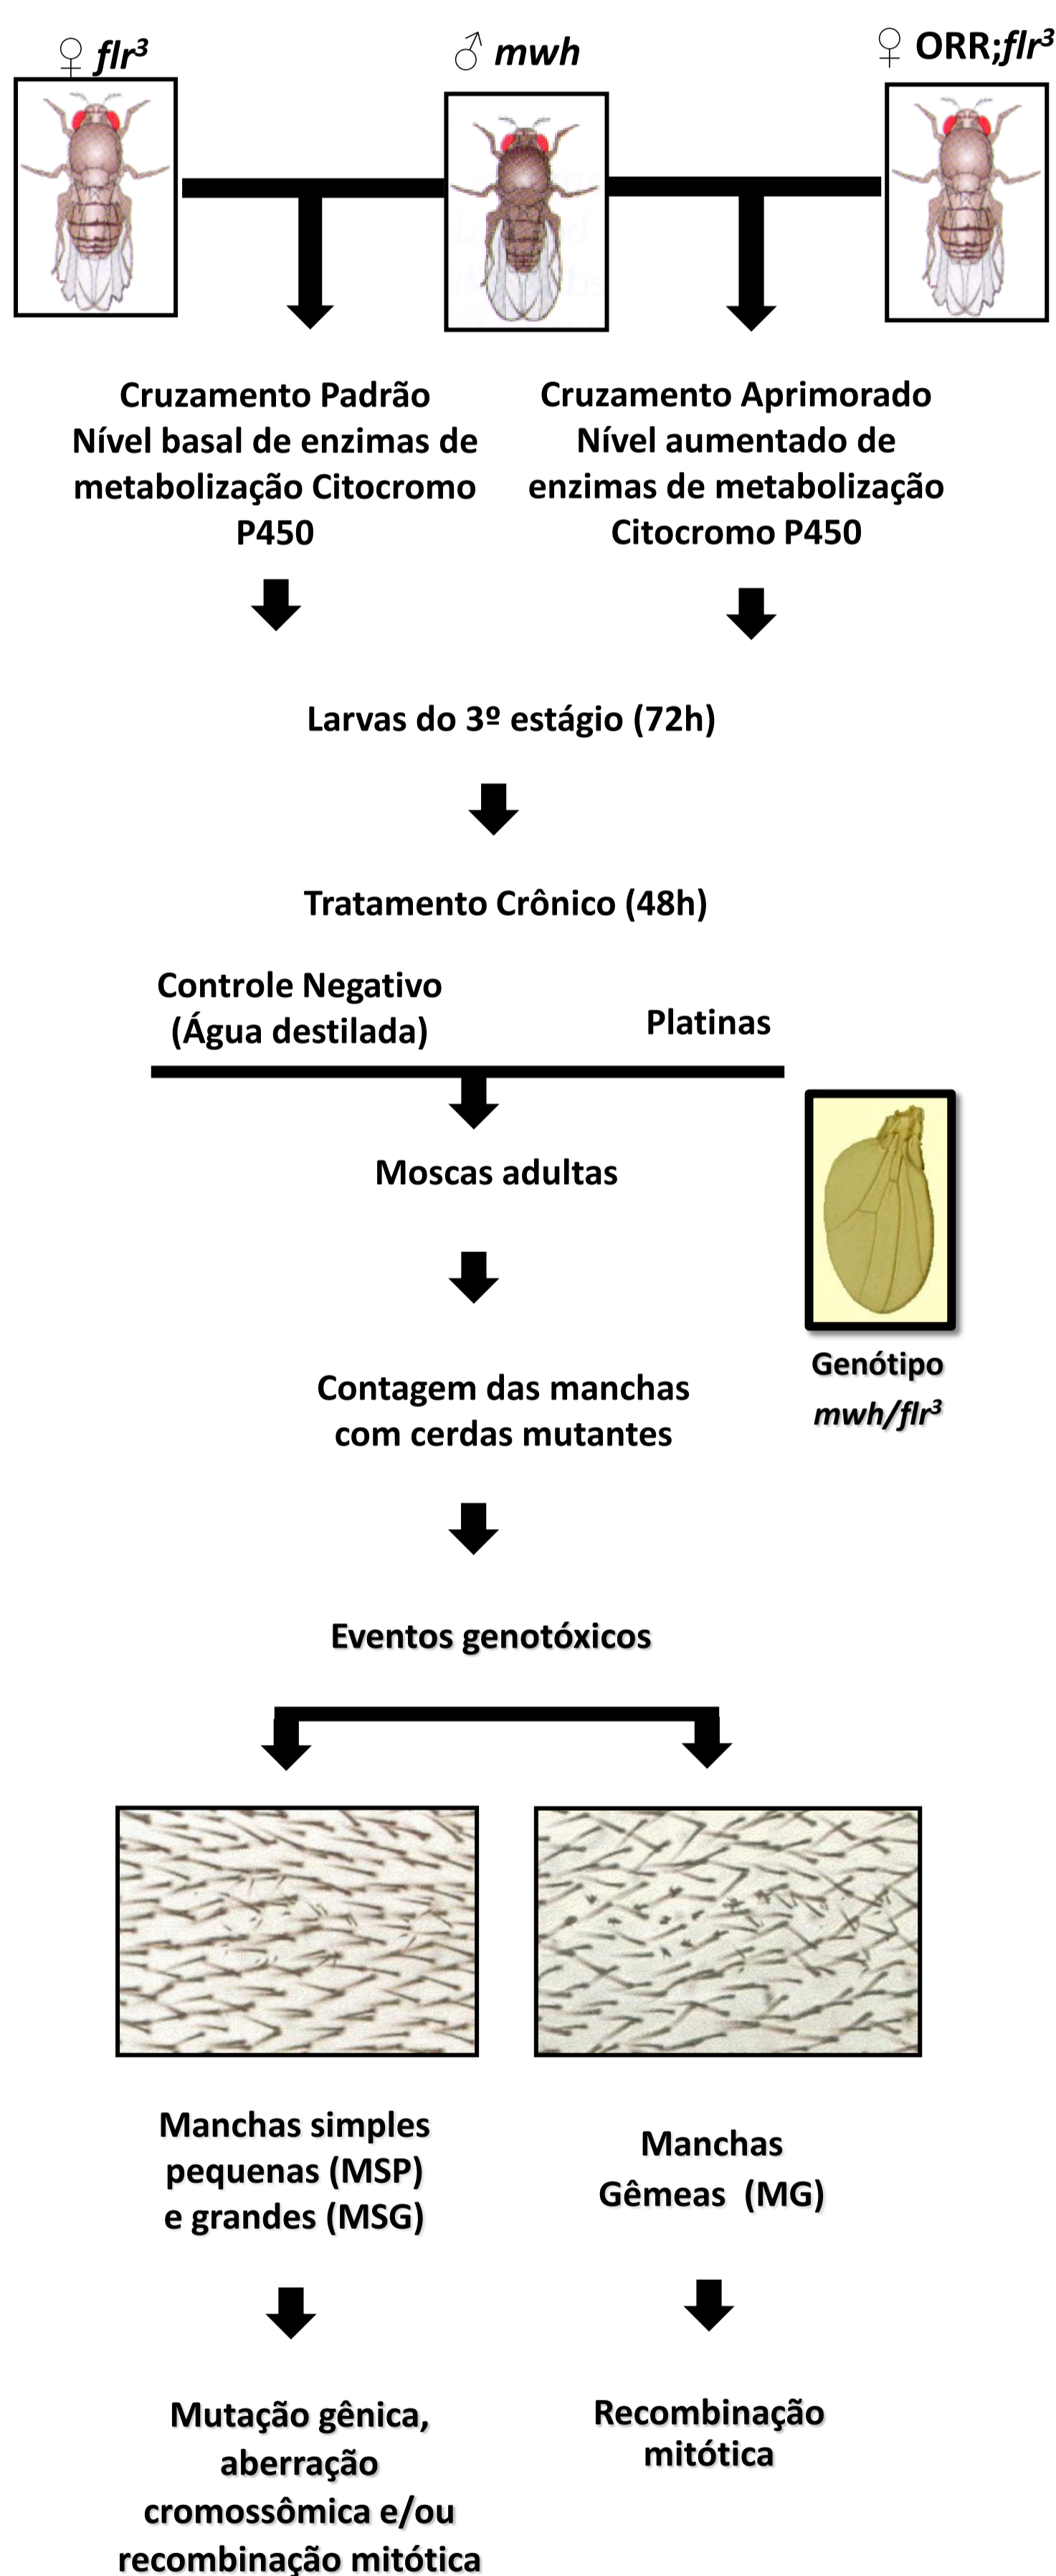 ♀ flr³
♂ mwh
♀ ORR;flr³
Cruzamento Padrão
Nível basal de enzimas de
metabolização Citocromo
P450
Cruzamento Aprimorado
Nível aumentado de
enzimas de metabolização
Citocromo P450
Larvas do 3º estágio (72h)
Tratamento Crônico (48h)
Controle Negativo
(Água destilada)
Platinas
Moscas adultas
Genótipo
mwh/flr³
Contagem das manchas
com cerdas mutantes
Eventos genotóxicos
Manchas simples
pequenas (MSP)
e grandes (MSG)
Manchas
Gêmeas (MG)
Mutação gênica,
aberração
cromossômica e/ou
recombinação mitótica
Recombinação
mitótica